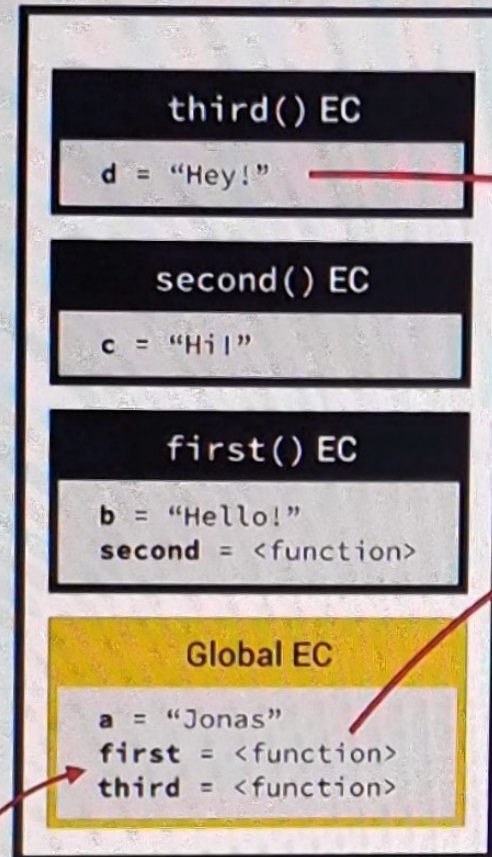 third() EC
d = “Hey!”
second() EC
c = “Hi!”
first() EC
b = “Hello!”
second = <function>
Global EC
a = “Jonas”
first = <function>
third = <function>